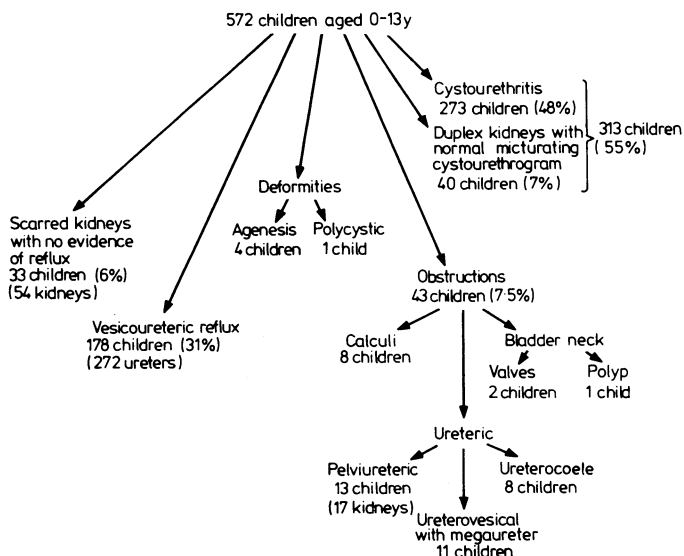 572 children aged 0-13y
Cystourethritis
273 children (48%)
Duplex kidneys with
normal micturating
cystourethrogram
40 children (7%)
313 children
(55%)
Deformities
Agenesis
4 children
Polycystic
1 child
Scarred kidneys
with no evidence
of reflux
33 children (6%)
(54 kidneys)
Vesicoureteric reflux
178 children (31%)
(272 ureters)
Obstructions
43 children (7·5%)
Calculi
8 children
Bladder neck
Valves
2 children
Polyp
1 child
Ureteric
Pelviureteric
13 children
(17 kidneys)
Ureterocoele
8 children
Ureterovesical
with megaureter
11 children